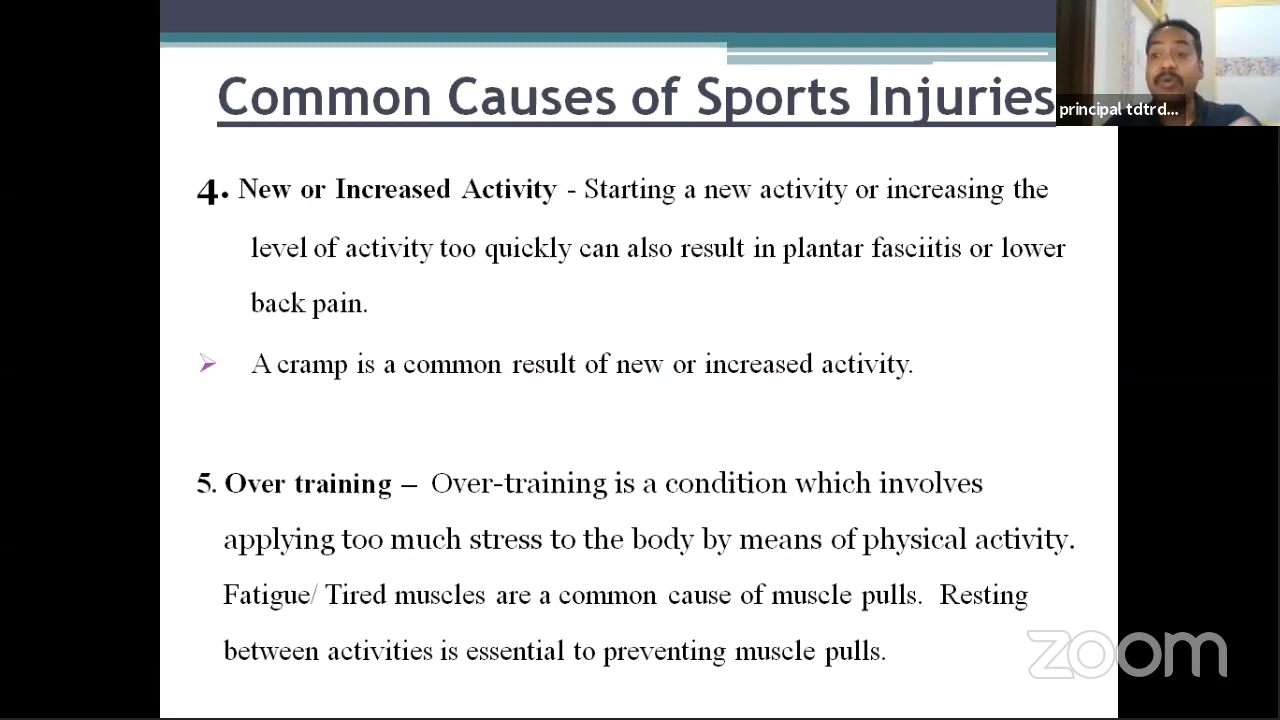 Common Causes of Sports Injuries
principal tdtrd...
4. New or Increased Activity - Starting a new activity or increasing the
level of activity too quickly can also result in plantar fasciitis or lower
back pain.
➢ A cramp is a common result of new or increased activity.
5. Over training – Over-training is a condition which involves
applying too much stress to the body by means of physical activity.
Fatigue/ Tired muscles are a common cause of muscle pulls. Resting
between activities is essential to preventing muscle pulls.
zoom